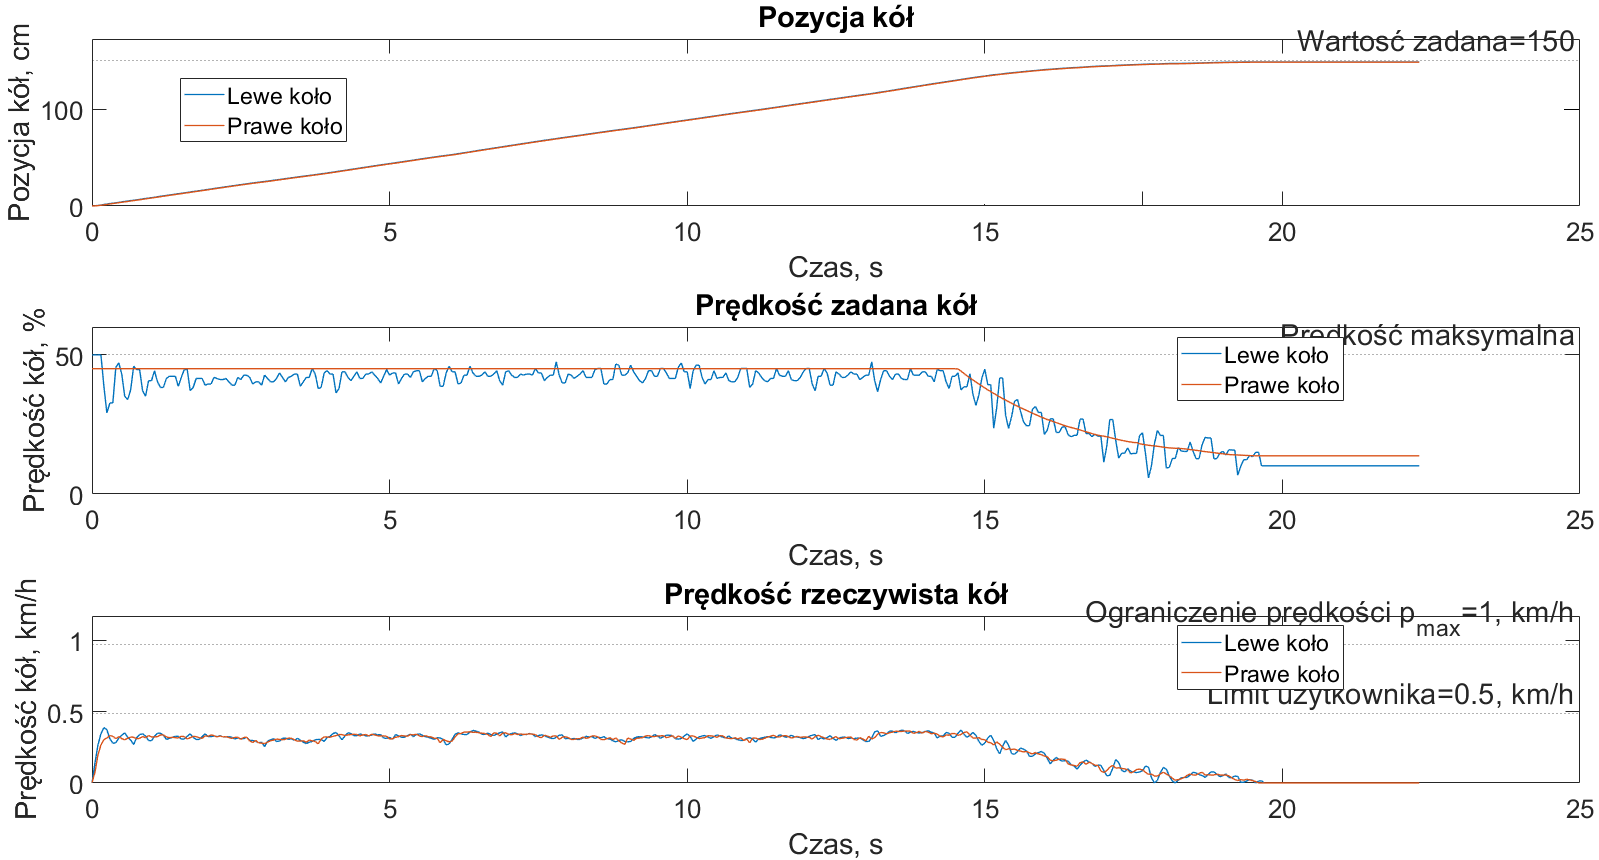 Pozycja kół
Wartość zadana=150
Pozycja kół, cm
100
0
Lewe koło
Prawe koło
0 5 10 15 20 25
Czas, s
Prędkość zadana kół
Prędkość maksymalna
Prędkość kół, %
50
0
Lewe koło
Prawe koło
0 5 10 15 20 25
Czas, s
Prędkość rzeczywista kół
Ograniczenie prędkości pmax=1, km/h
Prędkość kół, km/h
1
0.5
0
Lewe koło
Prawe koło
Limit użytkownika=0.5, km/h
0 5 10 15 20 25
Czas, s